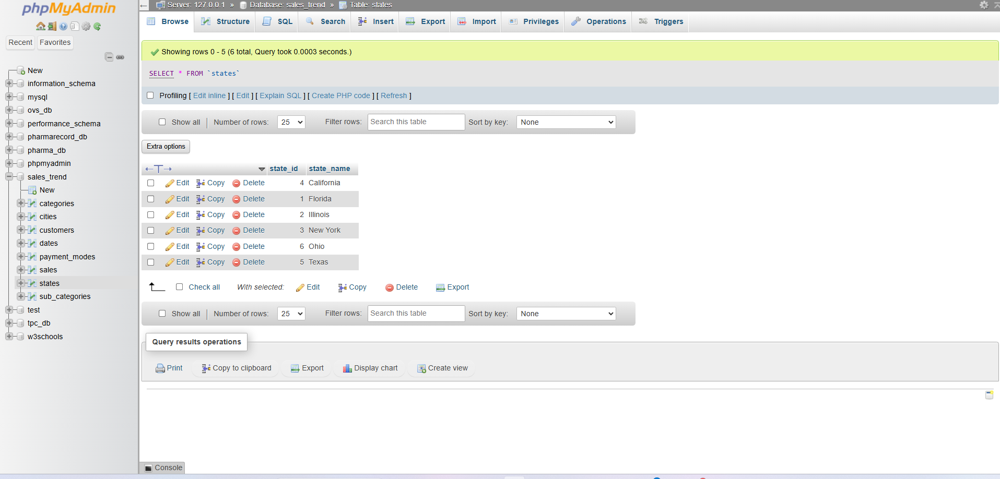 phpMyAdmin
Recent Favorites
New
information_schema
mysql
ovs_db
performance_schema
pharmarecord_db
pharma_db
phpmyadmin
sales_trend
New
categories
cities
customers
dates
payment_modes
sales
states
sub_categories
test
tpc_db
w3schools
Server: 127.0.0.1 » Database: sales_trend » Table: states
Browse Structure SQL Search Insert Export Import Privileges Operations Triggers
Showing rows 0 - 5 (6 total, Query took 0.0003 seconds.)
SELECT * FROM `states`
Profiling [ Edit inline ] [ Edit ] [ Explain SQL ] [ Create PHP code ] [ Refresh ]
Show all | Number of rows: 25 Filter rows: Search this table Sort by key: None
Extra options
←T→ state_id state_name
Edit Copy Delete 4 California
Edit Copy Delete 1 Florida
Edit Copy Delete 2 Illinois
Edit Copy Delete 3 New York
Edit Copy Delete 6 Ohio
Edit Copy Delete 5 Texas
Check all With selected: Edit Copy Delete Export
Show all | Number of rows: 25 Filter rows: Search this table Sort by key: None
Query results operations
Print Copy to clipboard Export Display chart Create view
Console